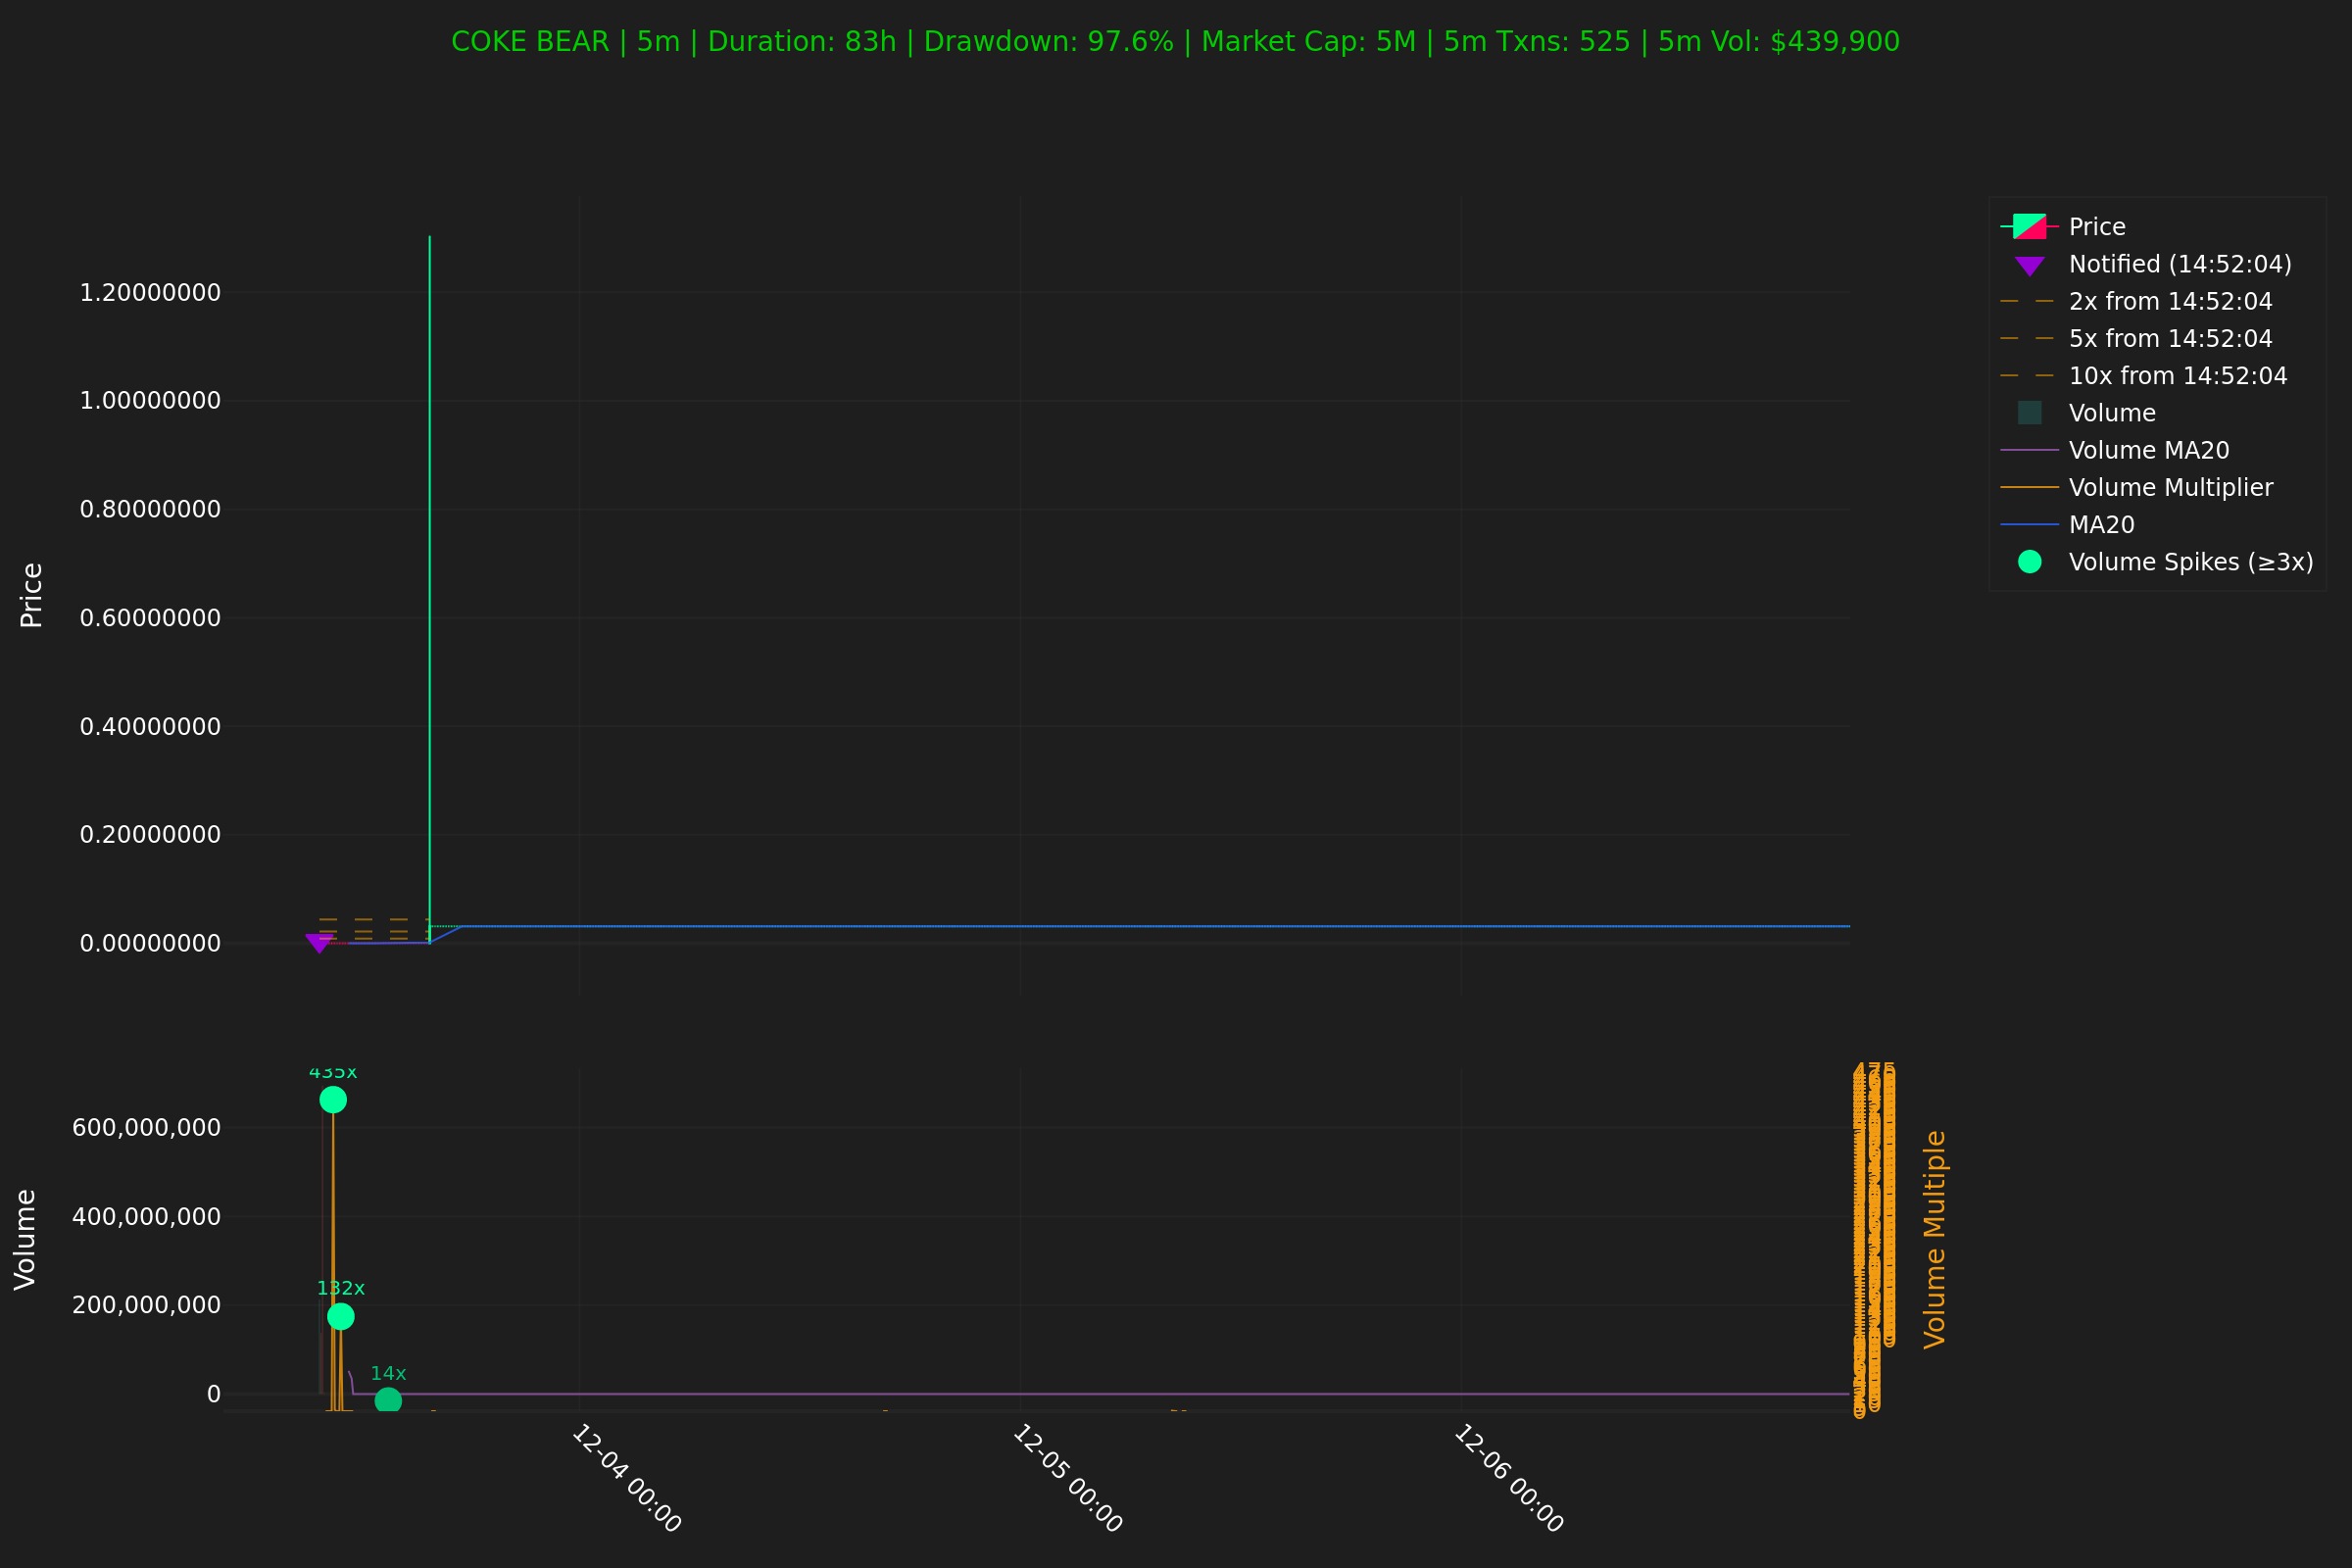 COKE BEAR | 5m | Duration: 83h | Drawdown: 97.6% | Market Cap: 5M | 5m Txns: 525 | 5m Vol: $439,900
Price
1.20000000
1.00000000
0.80000000
0.60000000
0.40000000
0.20000000
0.00000000
Price
Notified (14:52:04)
2x from 14:52:04
5x from 14:52:04
10x from 14:52:04
Volume
Volume MA20
Volume Multiplier
MA20
Volume Spikes (≥3x)
Volume
600,000,000
400,000,000
200,000,000
0
435x
132x
14x
Volume Multiple
12-04 00:00
12-05 00:00
12-06 00:00